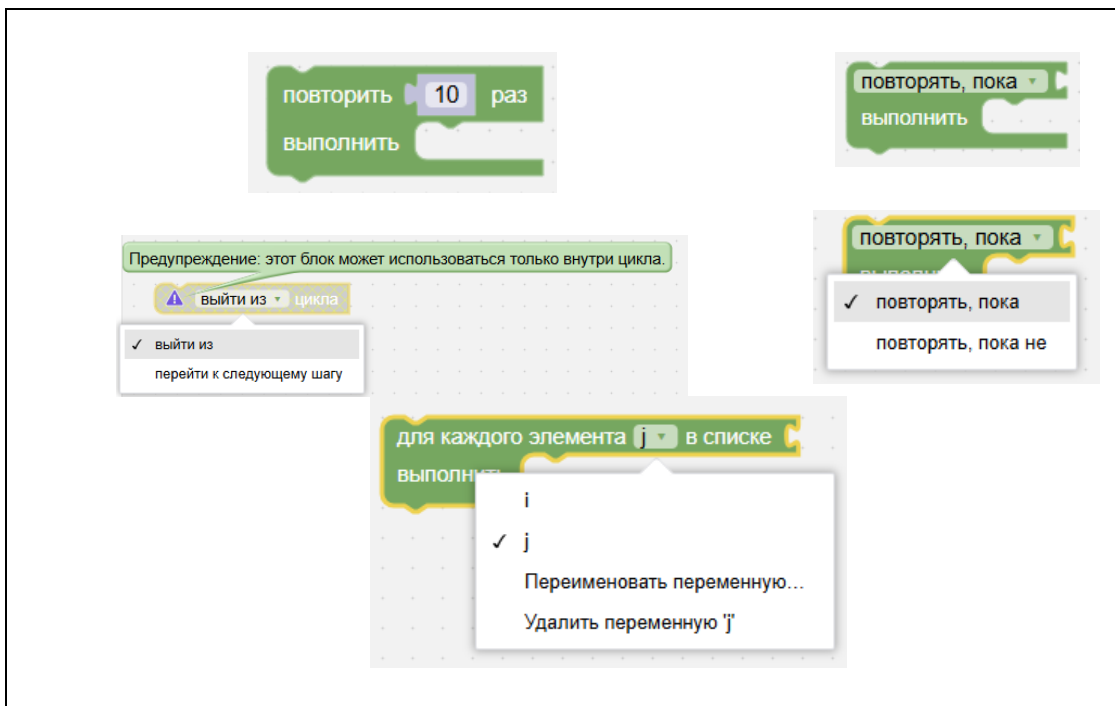 повторить 10 раз
выполнить
повторять, пока
выполнить
Предупреждение: этот блок может использоваться только внутри цикла.
выйти из цикла
✓ выйти из
перейти к следующему шагу
повторять, пока
выполнить
✓ повторять, пока
повторять, пока не
для каждого элемента j в списке
выполн
i
✓ j
Переименовать переменную...
Удалить переменную 'j'